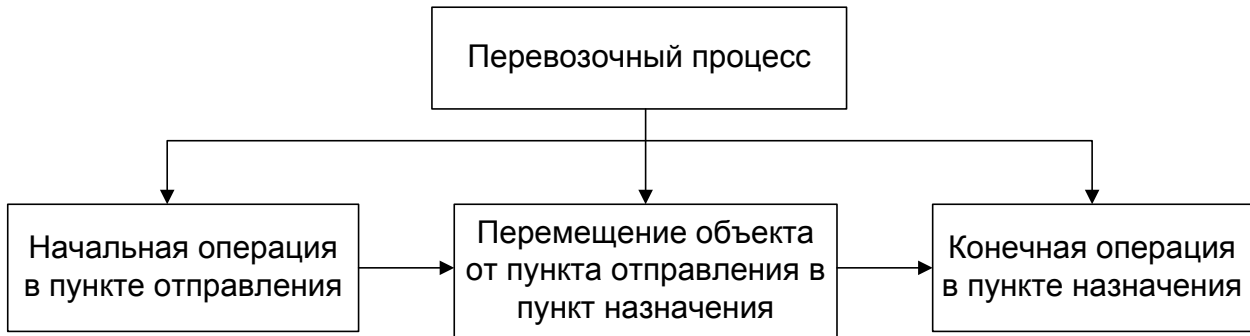 Перевозочный процесс
Начальная операция
в пункте отправления
Перемещение объекта
от пункта отправления в
пункт назначения
Конечная операция
в пункте назначения